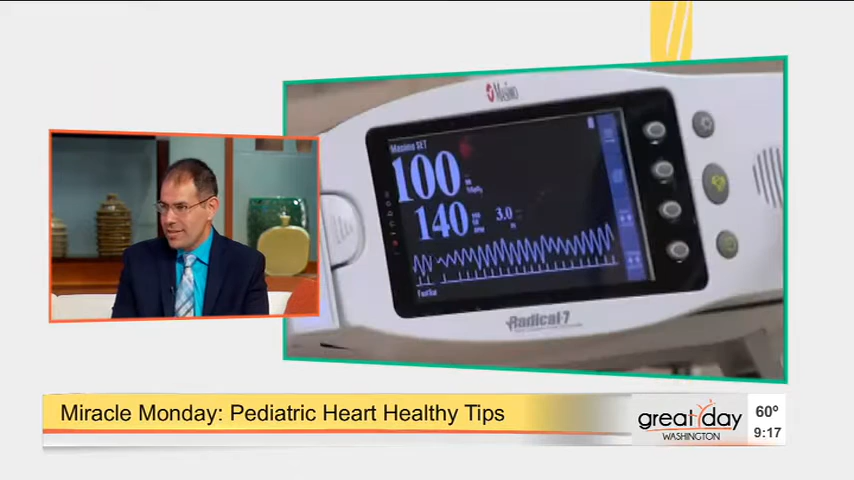 Masimo
Masimo SET
100
140
3.0
Radical-7
Miracle Monday: Pediatric Heart Healthy Tips
great day
WASHINGTON
60º
9:17